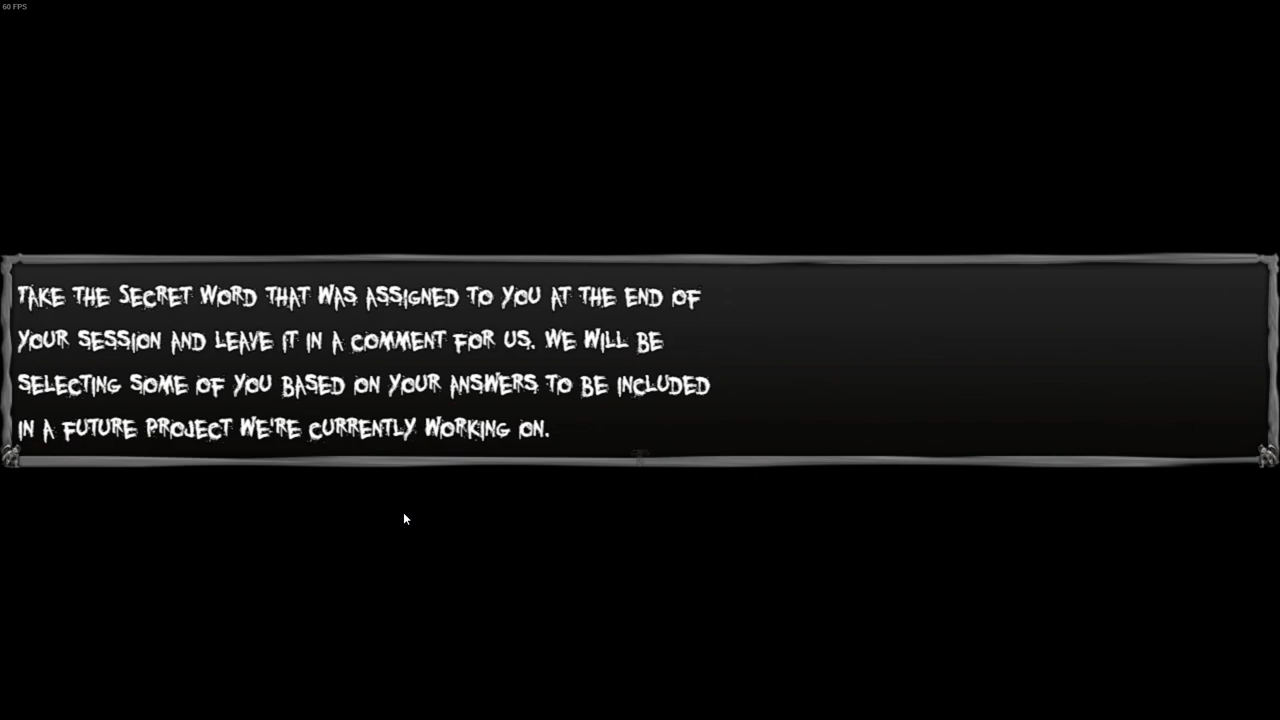 60 FPS
TAKE THE SECRET WORD THAT WAS ASSIGNED TO YOU AT THE END OF
YOUR SESSION AND LEAVE IT IN A COMMENT FOR US. WE WILL BE
SELECTING SOME OF YOU BASED ON YOUR ANSWERS TO BE INCLUDED
IN A FUTURE PROJECT WE'RE CURRENTLY WORKING ON.